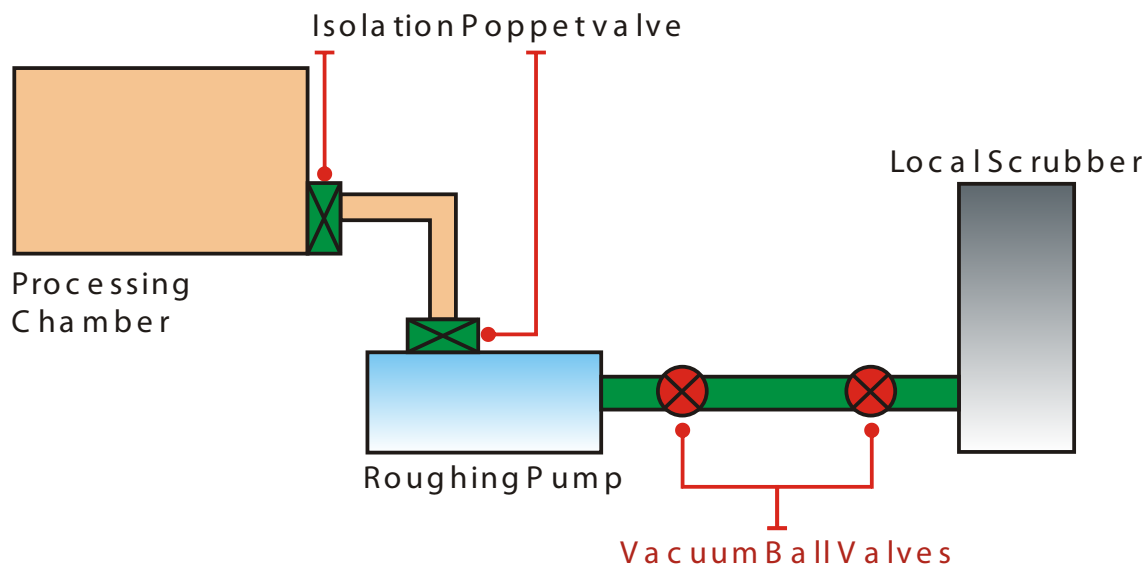 Isolation Poppet valve
Local Scrubber
Processing
Chamber
Roughing Pump
Vacuum Ball Valves